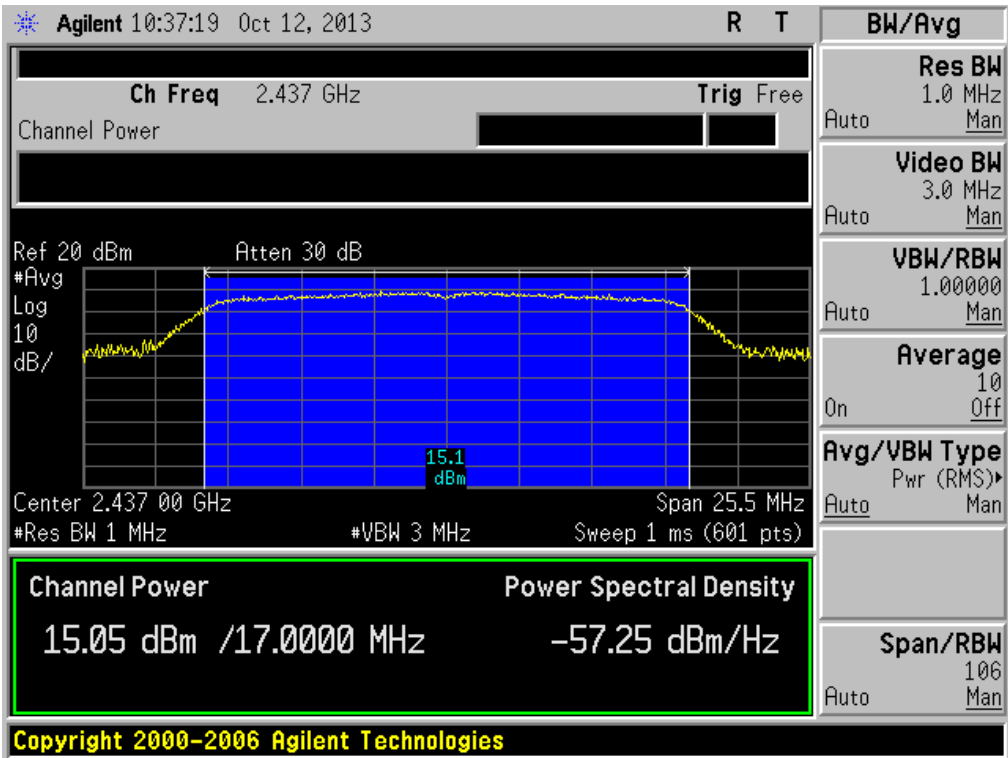 Agilent 10:37:19 Oct 12, 2013 R T
Ch Freq 2.437 GHz Trig Free
Channel Power
Ref 20 dBm Atten 30 dB
#Avg
Log
10
dB/
15.1
dBm
Center 2.437 00 GHz Span 25.5 MHz
#Res BW 1 MHz #VBW 3 MHz Sweep 1 ms (601 pts)
Channel Power Power Spectral Density
15.05 dBm /17.0000 MHz -57.25 dBm/Hz
Copyright 2000-2006 Agilent Technologies
BW/Avg
Res BW
1.0 MHz
Auto Man
Video BW
3.0 MHz
Auto Man
VBW/RBW
1.00000
Auto Man
Average
10
On Off
Avg/VBW Type
Pwr (RMS)▸
Auto Man
Span/RBW
106
Auto Man